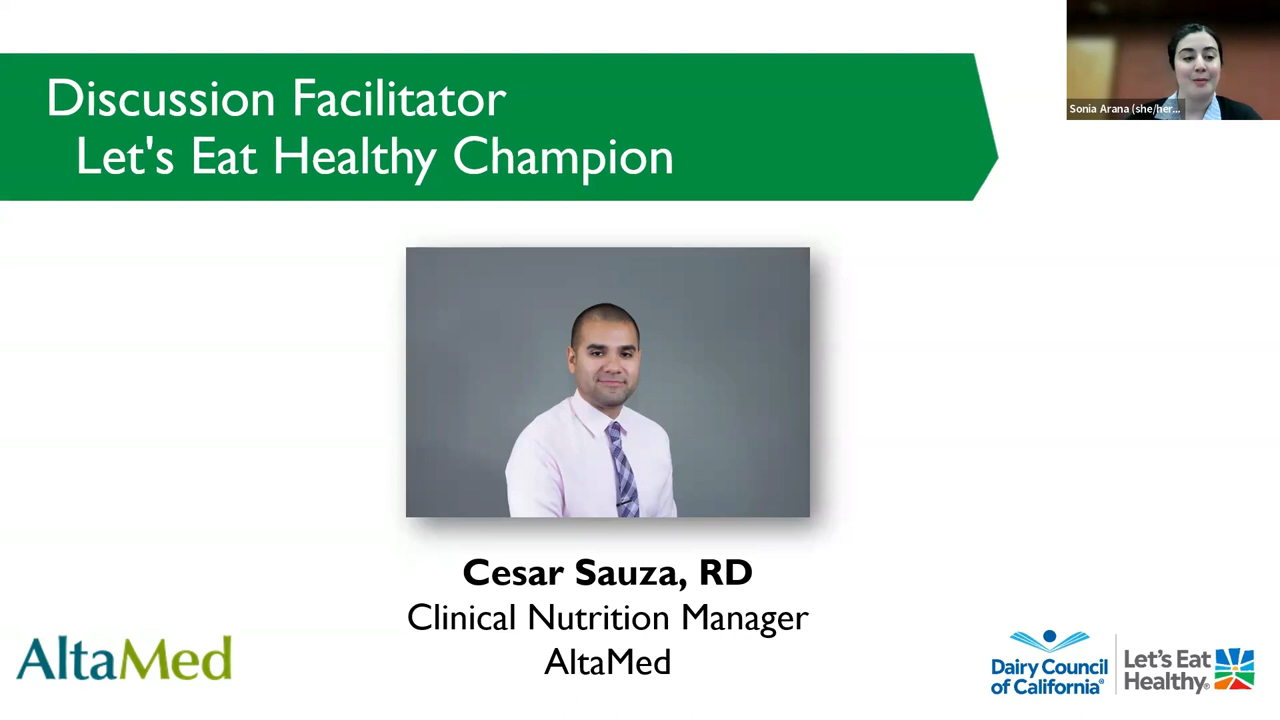 Discussion Facilitator
Let's Eat Healthy Champion
Sonia Arana (she/her...
Cesar Sauza, RD
Clinical Nutrition Manager
AltaMed
AltaMed
Dairy Council
of California®
Let's Eat
Healthy®